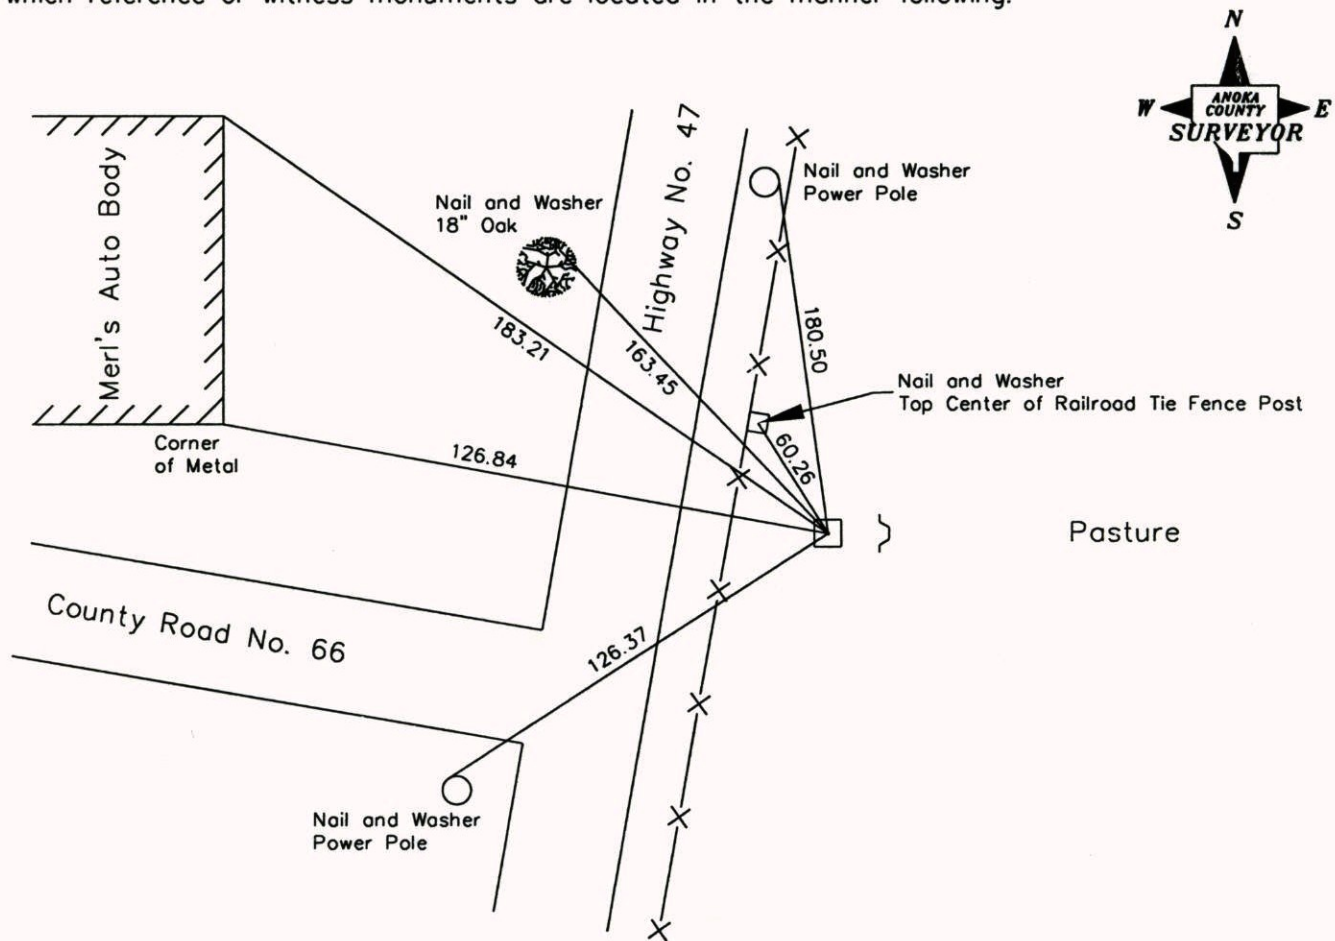 which reference or witness monuments are located in the manner following:
N
W
ANOKA
COUNTY
E
SURVEYOR
S
Merl's Auto Body
Nail and Washer
18" Oak
Highway No. 47
Nail and Washer
Power Pole
183.21
163.45
180.50
Nail and Washer
Top Center of Railroad Tie Fence Post
60.26
Corner
of Metal
126.84
Pasture
County Road No. 66
126.37
Nail and Washer
Power Pole